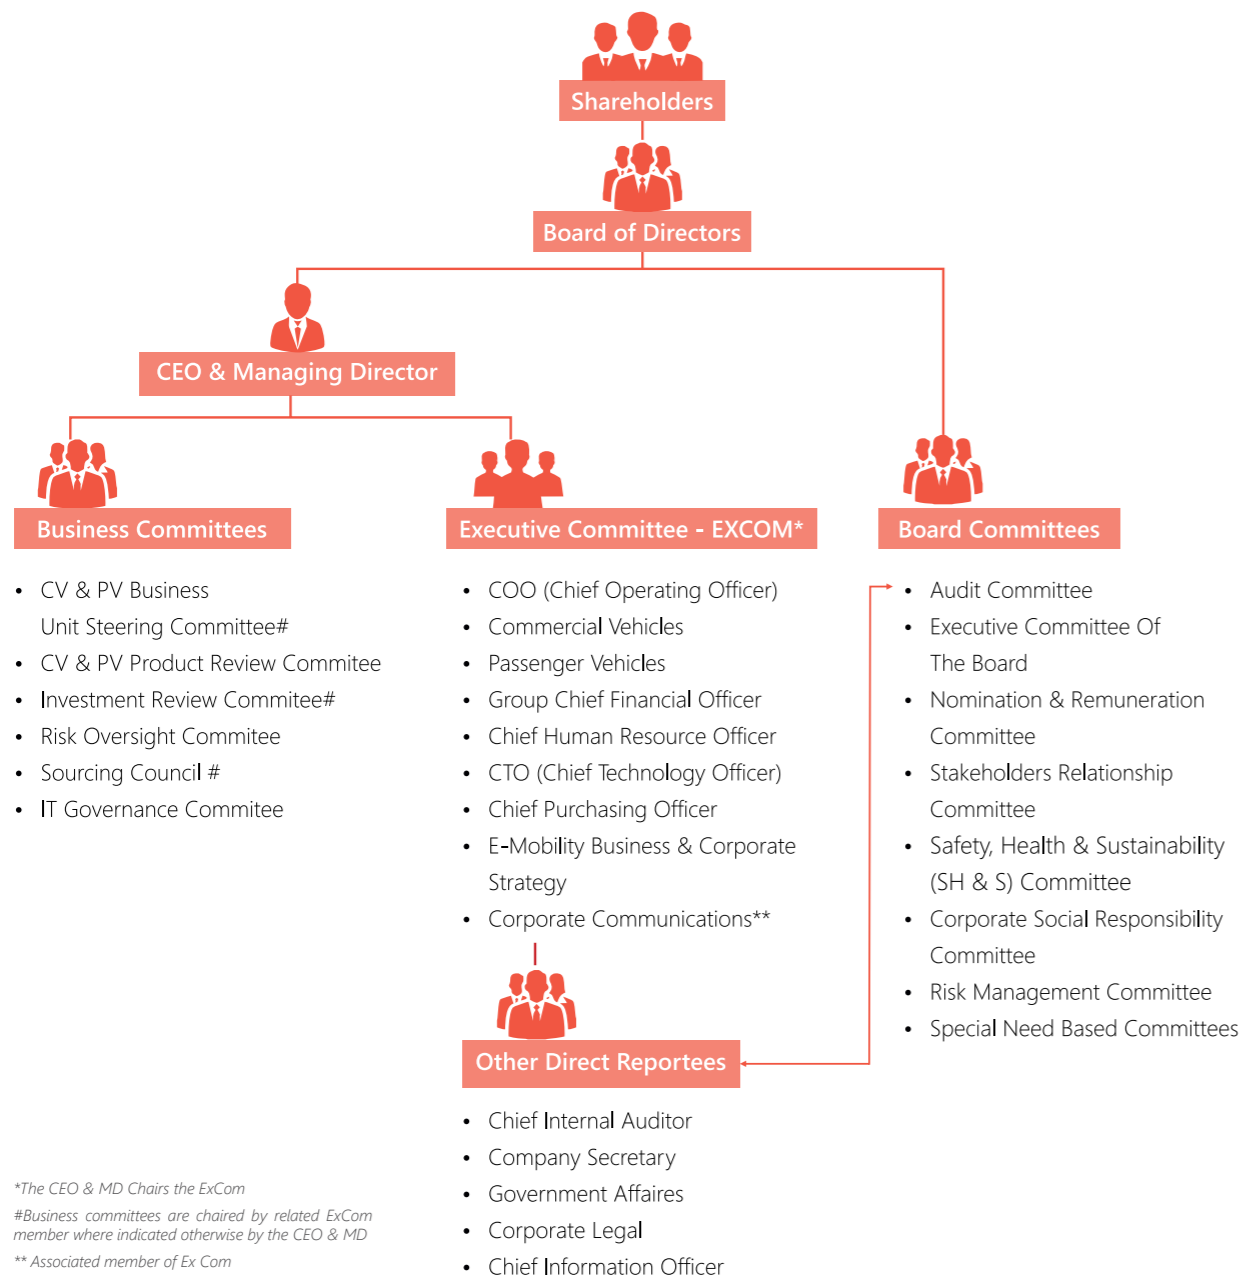 Shareholders
Board of Directors
CEO & Managing Director
Business Committees
• CV & PV Business
Unit Steering Committee#
• CV & PV Product Review Commitee
• Investment Review Commitee#
• Risk Oversight Commitee
• Sourcing Council #
• IT Governance Commitee
Executive Committee - EXCOM*
• COO (Chief Operating Officer)
• Commercial Vehicles
• Passenger Vehicles
• Group Chief Financial Officer
• Chief Human Resource Officer
• CTO (Chief Technology Officer)
• Chief Purchasing Officer
• E-Mobility Business & Corporate
Strategy
• Corporate Communications**
Other Direct Reportees
• Chief Internal Auditor
• Company Secretary
• Government Affaires
• Corporate Legal
• Chief Information Officer
Board Committees
• Audit Committee
• Executive Committee Of
The Board
• Nomination & Remuneration
Committee
• Stakeholders Relationship
Committee
• Safety, Health & Sustainability
(SH & S) Committee
• Corporate Social Responsibility
Committee
• Risk Management Committee
• Special Need Based Committees
*The CEO & MD Chairs the ExCom
#Business committees are chaired by related ExCom
member where indicated otherwise by the CEO & MD
** Associated member of Ex Com